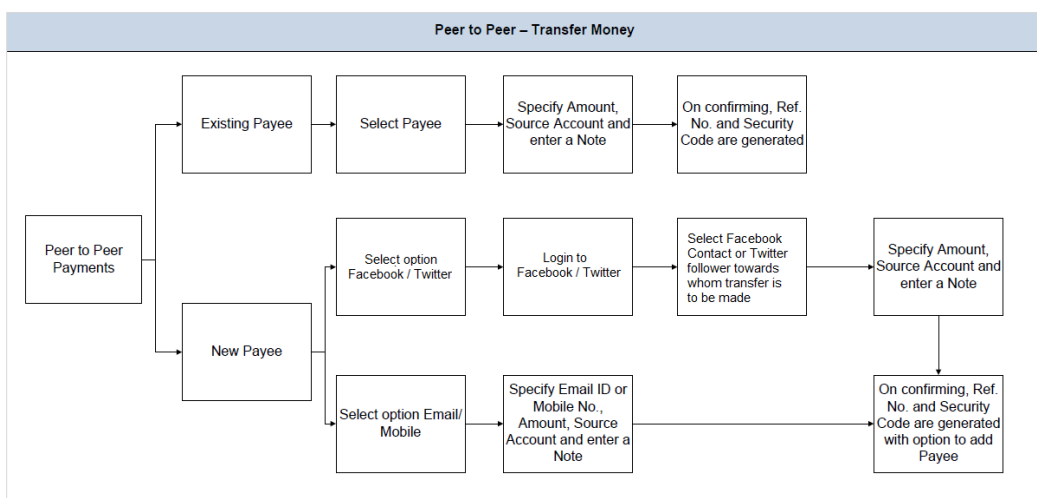 Peer to Peer – Transfer Money
Existing Payee
Select Payee
Specify Amount,
Source Account and
enter a Note
On confirming, Ref.
No. and Security
Code are generated
Peer to Peer
Payments
Select option
Facebook / Twitter
Login to
Facebook / Twitter
Select Facebook
Contact or Twitter
follower towards
whom transfer is
to be made
Specify Amount,
Source Account and
enter a Note
New Payee
Select option Email/
Mobile
Specify Email ID or
Mobile No.,
Amount, Source
Account and enter a
Note
On confirming, Ref.
No. and Security
Code are generated
with option to add
Payee